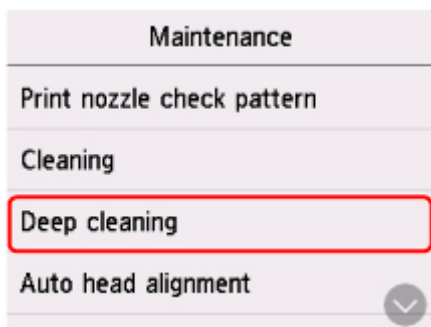 Maintenance
Print nozzle check pattern
Cleaning
Deep cleaning
Auto head alignment